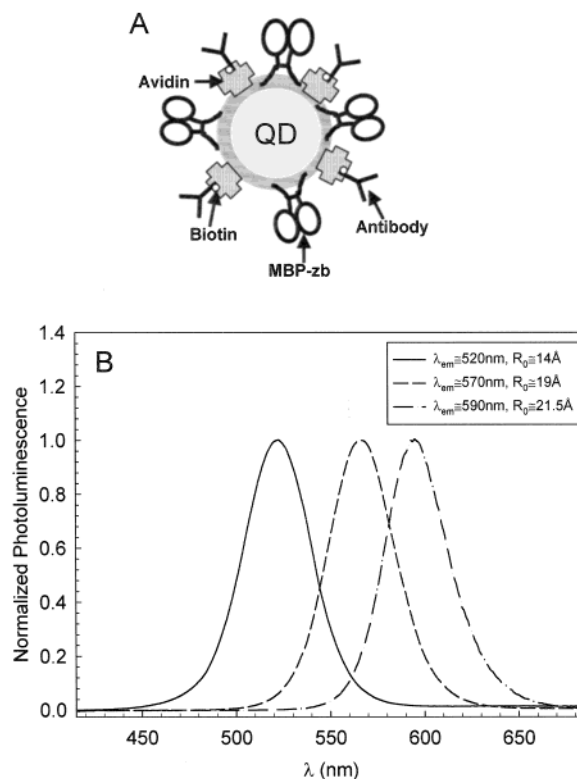 A
Avidin
QD
Biotin
Antibody
MBP-zb
B
λem≅520nm, R0≅14Å
λem≅570nm, R0≅19Å
λem≅590nm, R0≅21.5Å
Normalized Photoluminescence
1.4
1.2
1.0
0.8
0.6
0.4
0.2
0.0
450 500 550 600 650
λ (nm)